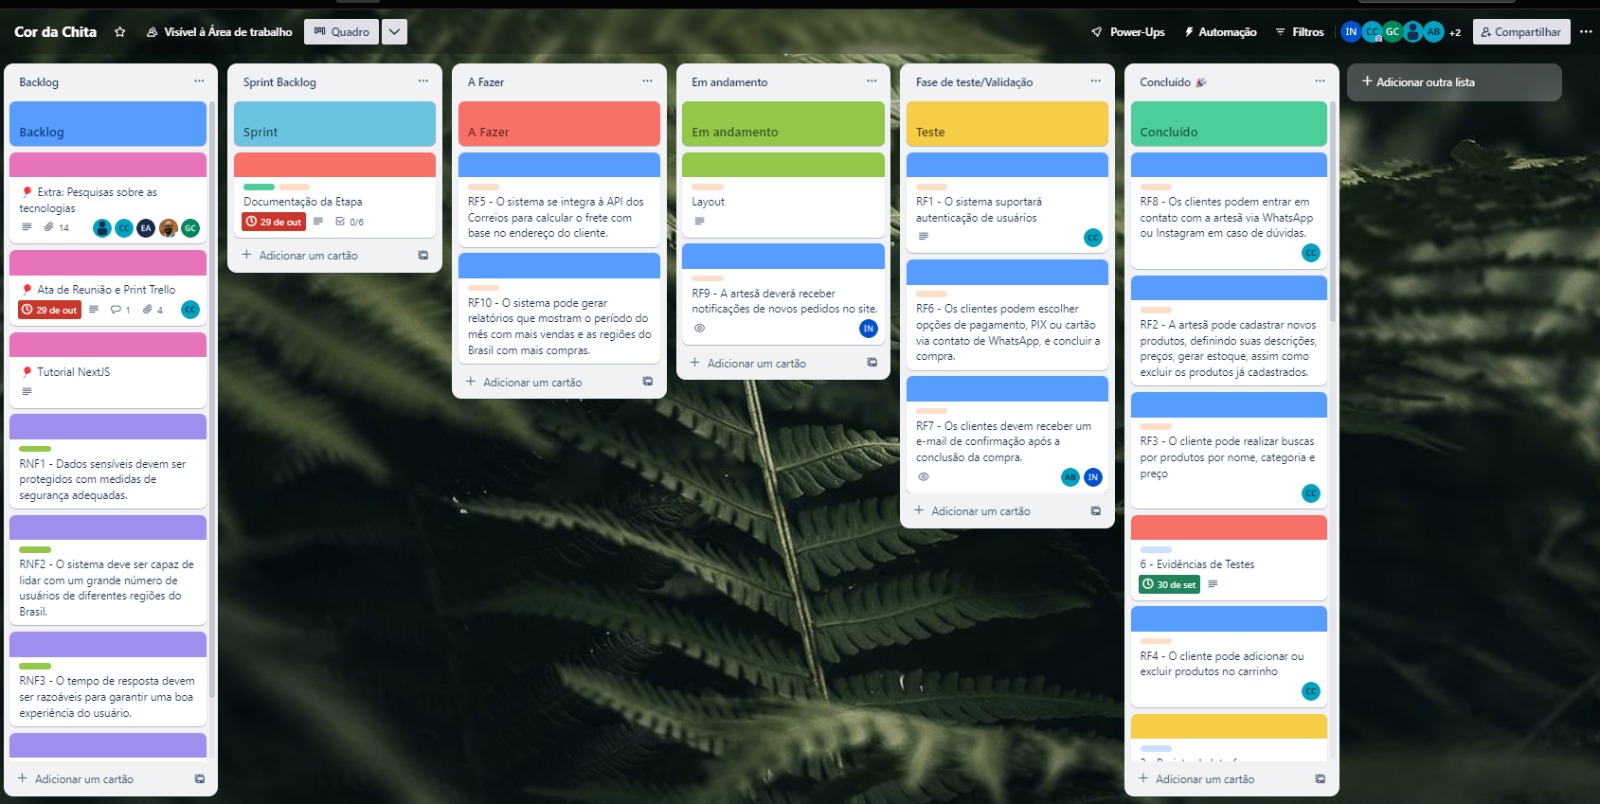 Cor da Chita
Visível à Área de trabalho
Quadro
Power-Ups
Automação
Filtros
IN
CC
GC
AB
+2
Compartilhar
Backlog
Backlog
Extra: Pesquisas sobre as
tecnologias
14
CC
EA
GC
Ata de Reunião e Print Trello
29 de out
1
4
CC
Tutorial NextJS
RNF1 - Dados sensíveis devem ser
protegidos com medidas de
segurança adequadas.
RNF2 - O sistema deve ser capaz de
lidar com um grande número de
usuários de diferentes regiões do
Brasil.
RNF3 - O tempo de resposta devem
ser razoáveis para garantir uma boa
experiência do usuário.
Adicionar um cartão
Sprint Backlog
Sprint
Documentação da Etapa
29 de out
0/6
Adicionar um cartão
A Fazer
A Fazer
RF5 - O sistema se integra à API dos
Correios para calcular o frete com
base no endereço do cliente.
RF10 - O sistema pode gerar
relatórios que mostram o período do
mês com mais vendas e as regiões do
Brasil com mais compras.
Adicionar um cartão
Em andamento
Em andamento
Layout
RF9 - A artesã deverá receber
notificações de novos pedidos no site.
IN
Adicionar um cartão
Fase de teste/Validação
Teste
RF1 - O sistema suportará
autenticação de usuários
CC
RF6 - Os clientes podem escolher
opções de pagamento, PIX ou cartão
via contato de WhatsApp, e concluir a
compra.
RF7 - Os clientes devem receber um
e-mail de confirmação após a
conclusão da compra.
AB
IN
Adicionar um cartão
Concluído
Concluído
RF8 - Os clientes podem entrar em
contato com a artesã via WhatsApp
ou Instagram em caso de dúvidas.
CC
RF2 - A artesã pode cadastrar novos
produtos, definindo suas descrições,
preços, gerar estoque, assim como
excluir os produtos já cadastrados.
RF3 - O cliente pode realizar buscas
por produtos por nome, categoria e
preço
CC
6 - Evidências de Testes
30 de set
RF4 - O cliente pode adicionar ou
excluir produtos no carrinho
CC
Adicionar um cartão
Adicionar outra lista